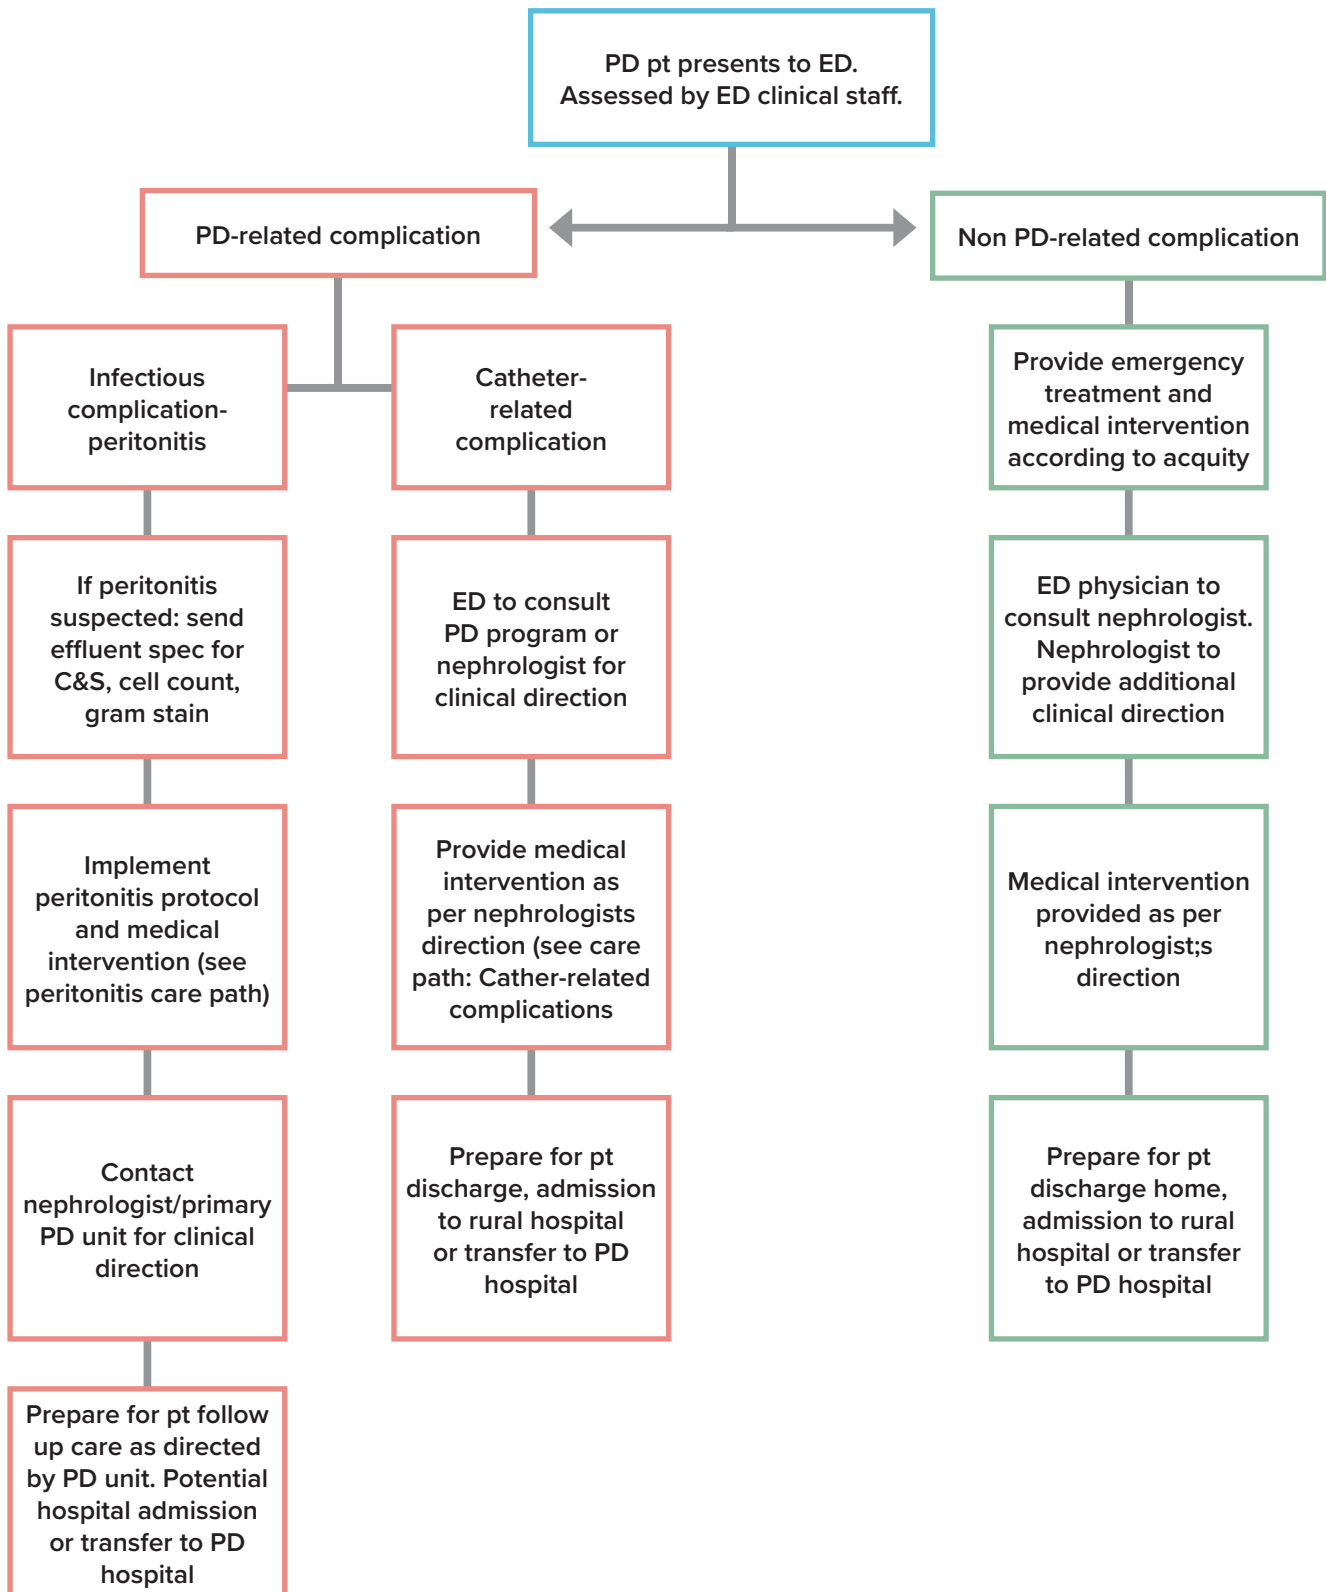 PD pt presents to ED.
Assessed by ED clinical staff.
PD-related complication
Non PD-related complication
Infectious
complication-
peritonitis
If peritonitis
suspected: send
effluent spec for
C&S, cell count,
gram stain
Implement
peritonitis protocol
and medical
intervention (see
peritonitis care path)
Contact
nephrologist/primary
PD unit for clinical
direction
Prepare for pt follow
up care as directed
by PD unit. Potential
hospital admission
or transfer to PD
hospital
Catheter-
related
complication
ED to consult
PD program or
nephrologist for
clinical direction
Provide medical
intervention as
per nephrologists
direction (see care
path: Cather-related
complications
Prepare for pt
discharge, admission
to rural hospital
or transfer to PD
hospital
Provide emergency
treatment and
medical intervention
according to acquity
ED physician to
consult nephrologist.
Nephrologist to
provide additional
clinical direction
Medical intervention
provided as per
nephrologist;s
direction
Prepare for pt
discharge home,
admission to rural
hospital or transfer
to PD hospital